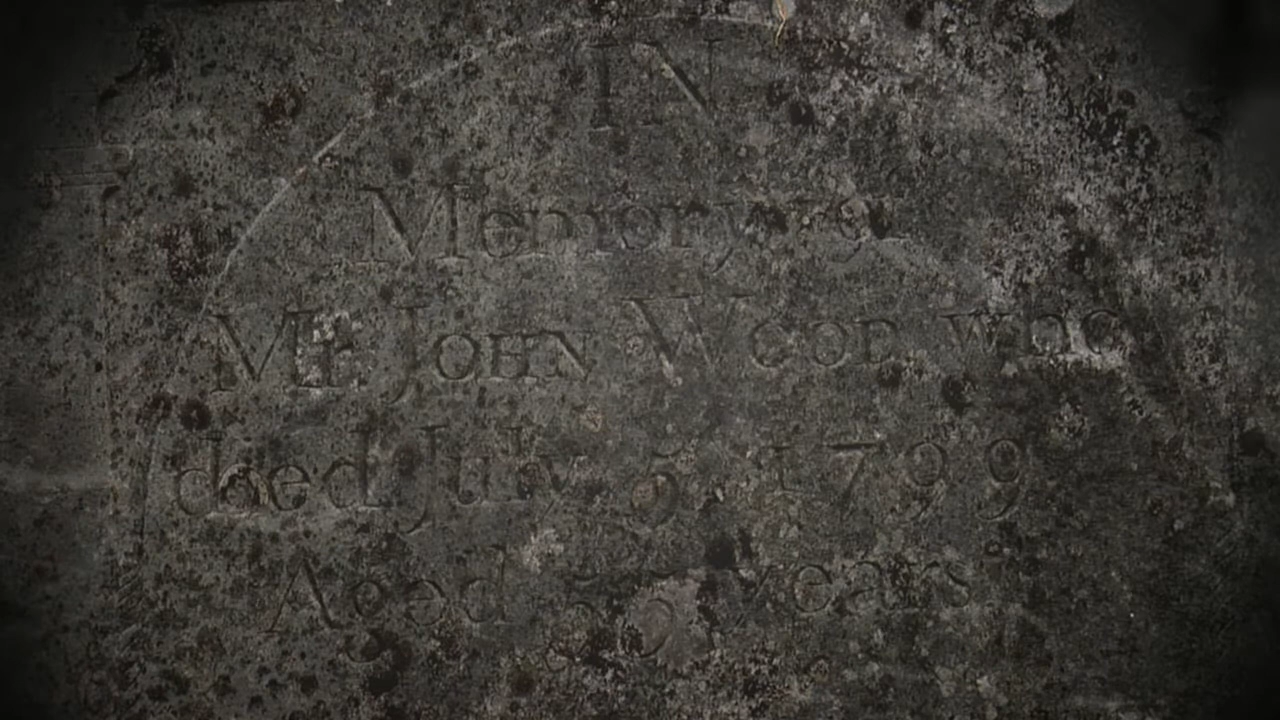 IN
Memory of
Mr. JOHN WOOD who
died July 5 1799
Aged years